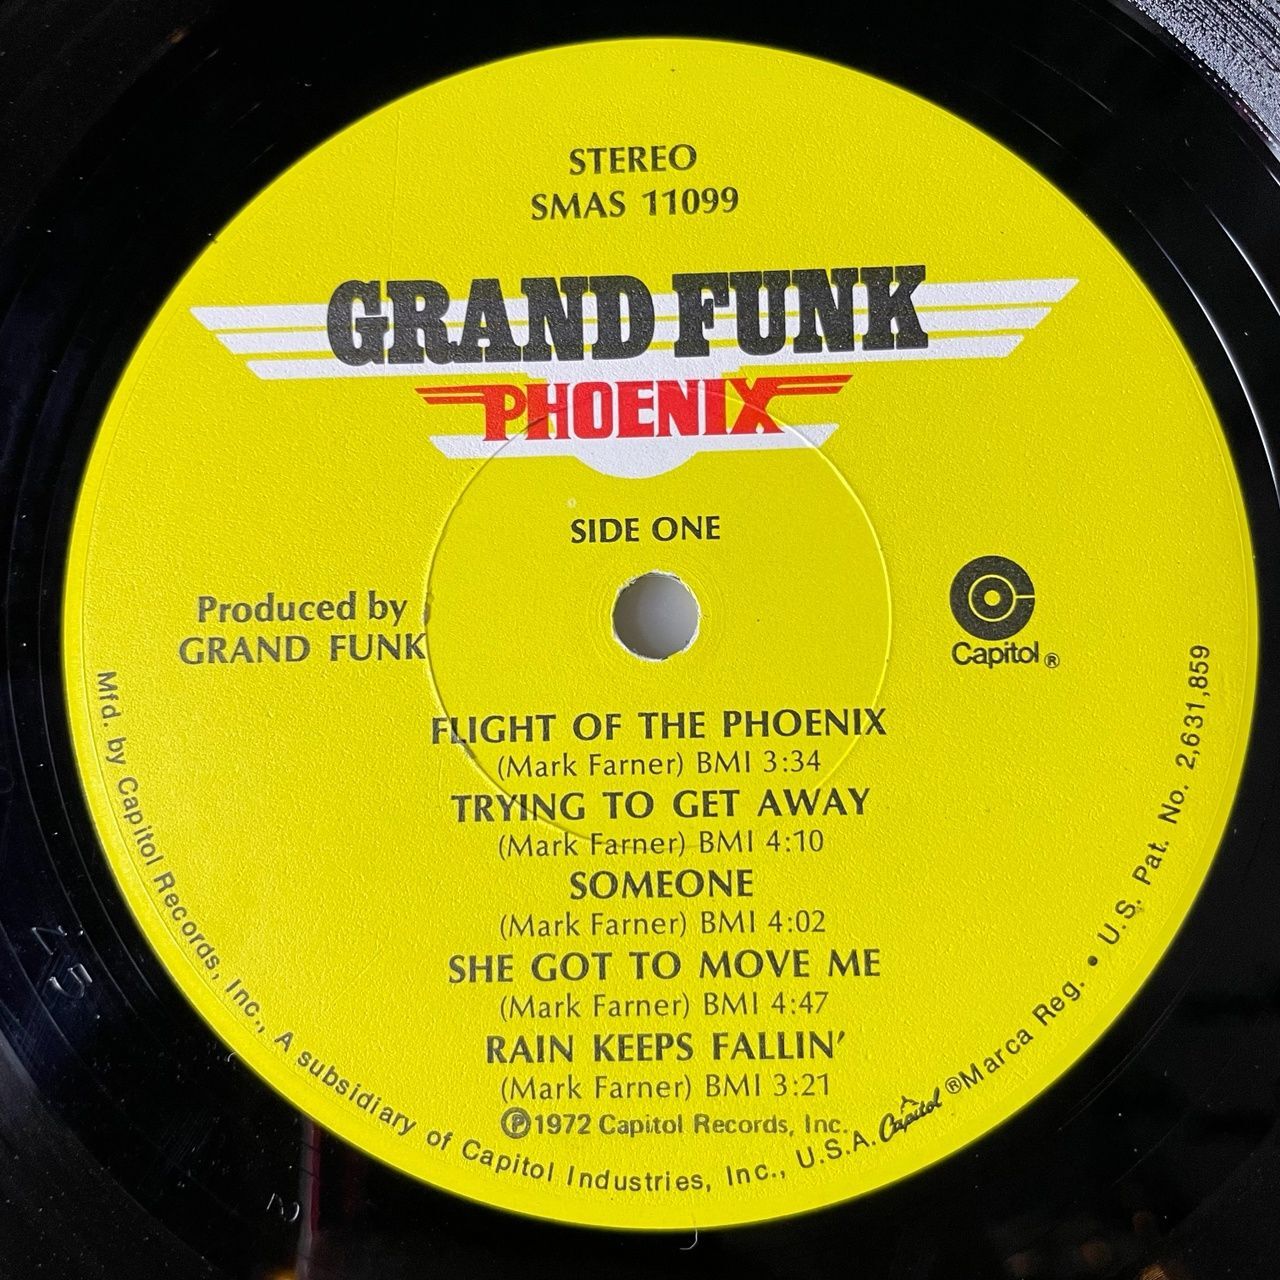 STEREO
SMAS 11099
GRAND FUNK
PHOENIX
SIDE ONE
Produced by
GRAND FUNK
Capitol ®
FLIGHT OF THE PHOENIX
(Mark Farner) BMI 3:34
TRYING TO GET AWAY
(Mark Farner) BMI 4:10
SOMEONE
(Mark Farner) BMI 4:02
SHE GOT TO MOVE ME
(Mark Farner) BMI 4:47
RAIN KEEPS FALLIN’
(Mark Farner) BMI 3:21
Ⓟ1972 Capitol Records, Inc.
Mfd. by Capitol Records, Inc., A subsidiary of Capitol Industries, Inc., U.S.A. Capitol ®Marca Reg. • U.S. Pat. No. 2,631,859